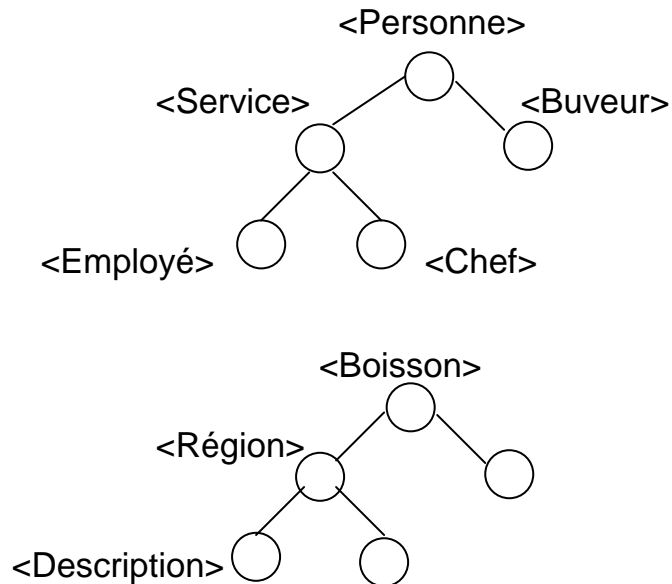 <Personne>
<Service>
<Buveur>
<Employé>
<Chef>
<Boisson>
<Région>
<Description>